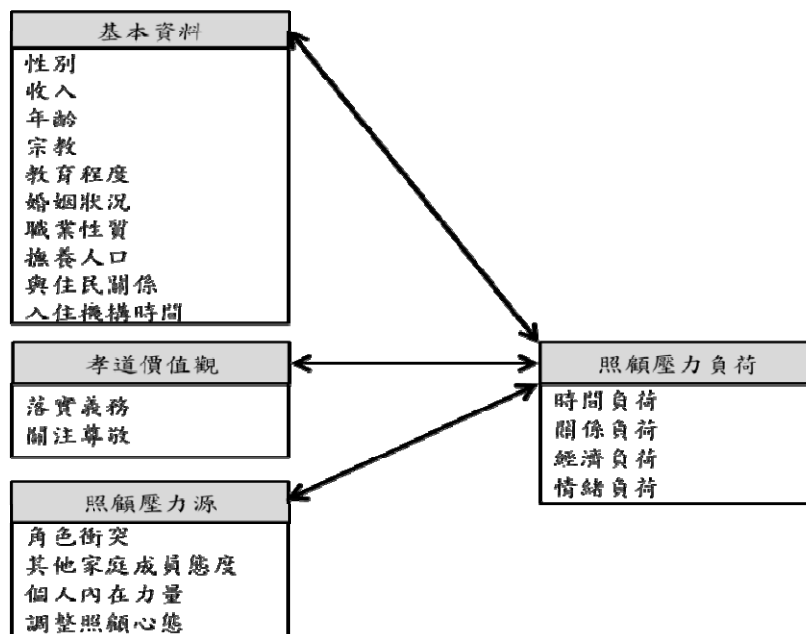 基本資料
性別
收入
年齡
宗教
教育程度
婚姻狀況
職業性質
撫養人口
與住民關係
入住機構時間
孝道價值觀
落實義務
關注尊敬
照顧壓力源
角色衝突
其他家庭成員態度
個人內在力量
調整照顧心態
照顧壓力負荷
時間負荷
關係負荷
經濟負荷
情緒負荷